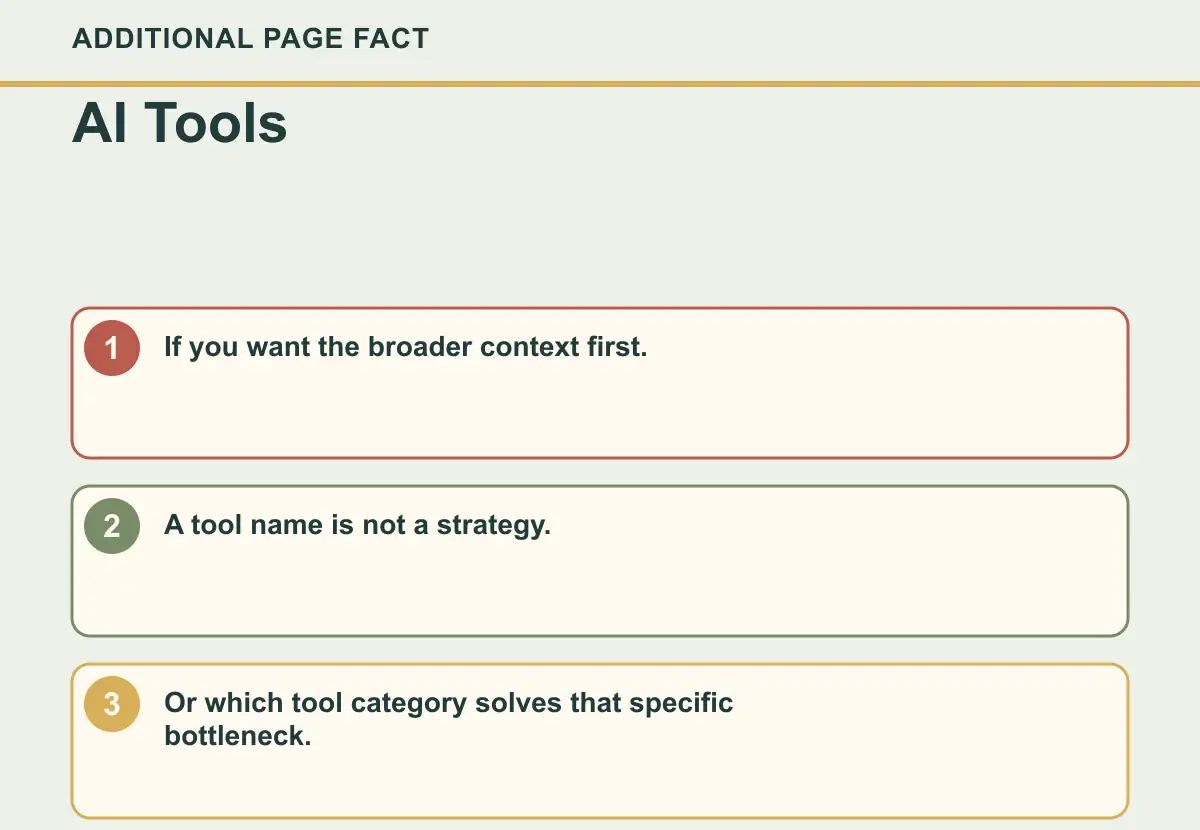 ADDITIONAL PAGE FACT
AI Tools
1
If you want the broader context first.
2
A tool name is not a strategy.
3
Or which tool category solves that specific
bottleneck.